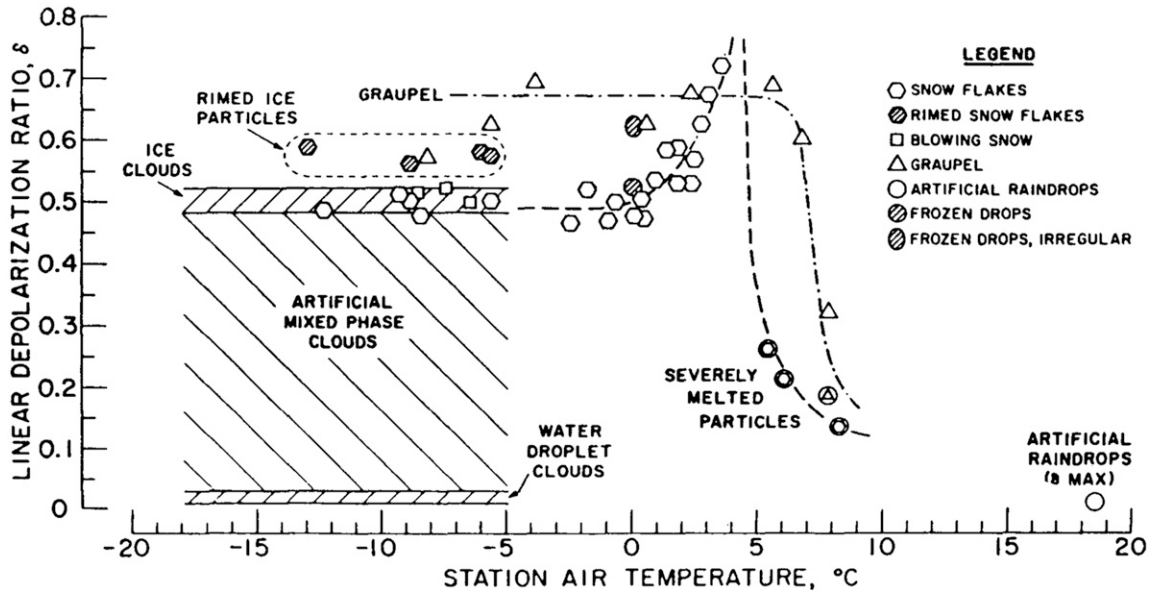 LINEAR DEPOLARIZATION RATIO, δ
0.8
0.7
0.6
0.5
0.4
0.3
0.2
0.1
0
RIMED ICE
PARTICLES
ICE
CLOUDS
GRAUPEL
ARTIFICIAL
MIXED PHASE
CLOUDS
WATER
DROPLET
CLOUDS
SEVERELY
MELTED
PARTICLES
LEGEND
SNOW FLAKES
RIMED SNOW FLAKES
BLOWING SNOW
GRAUPEL
ARTIFICIAL RAINDROPS
FROZEN DROPS
FROZEN DROPS, IRREGULAR
ARTIFICIAL
RAINDROPS
(δ MAX)
-20 -15 -10 -5 0 5 10 15 20
STATION AIR TEMPERATURE, °C